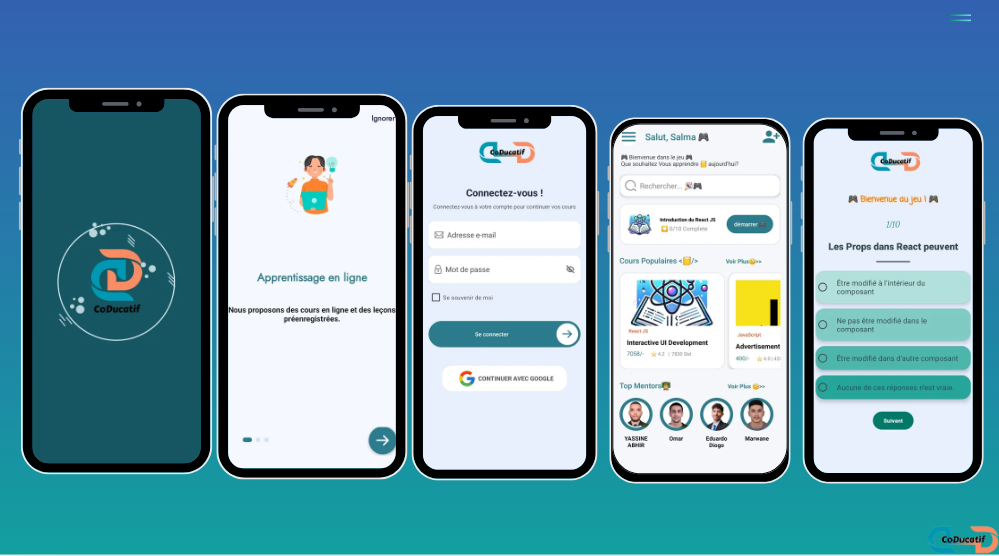 CoDucatif
Ignorer
Apprentissage en ligne
Nous proposons des cours en ligne et des leçons
préenregistrées.
CoDucatif
Connectez-vous !
Connectez-vous à votre compte pour continuer vos cours
Adresse e-mail
Mot de passe
Se souvenir de moi
Se connecter
CONTINUER AVEC GOOGLE
Salut, Salma 🎮
🎮 Bienvenue dans le jeu 🎮
Que souhaitez Vous apprendre aujourd'hui?
Rechercher...
Introduction du React JS
0/10 Complete
démarrer
Cours Populaires
Voir Plus
React JS
Interactive UI Development
7058/-
4.2 | 7830 Std
JavaScript
Advertisement
400/-
Top Mentors
Voir Plus
YASSINE
ABHIR
Omar
Eduardo
Diogo
Marwane
CoDucatif
🎮 Bienvenue au jeu ! 🎮
1/10
Les Props dans React peuvent
Être modifié à l'intérieur du
composant
Ne pas être modifié dans le
composant
Être modifié dans d'autre composant
Aucune de ces réponses n'est vraie.
Suivant
CoDucatif